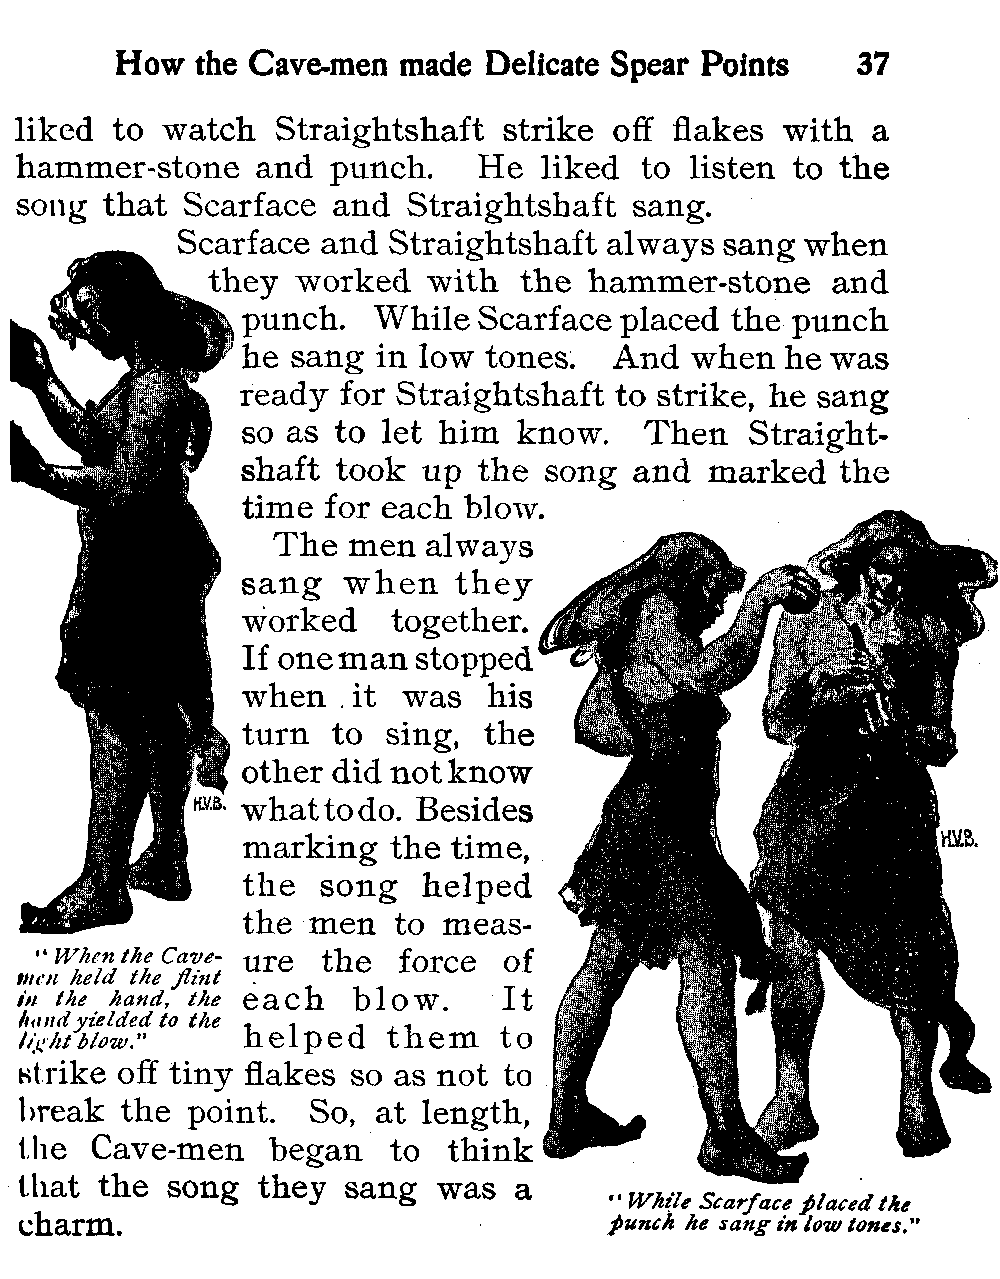 How the Cave-men made Delicate Spear Points 37
liked to watch Straightshaft strike off flakes with a
hammer-stone and punch. He liked to listen to the
song that Scarface and Straightshaft sang.
Scarface and Straightshaft always sang when
they worked with the hammer-stone and
punch. While Scarface placed the punch
he sang in low tones. And when he was
ready for Straightshaft to strike, he sang
so as to let him know. Then Straight-
shaft took up the song and marked the
time for each blow.
The men always
sang when they
worked together.
If one man stopped
when it was his
turn to sing, the
other did not know
what to do. Besides
marking the time,
the song helped
the men to meas-
ure the force of
each blow. It
helped them to
strike off tiny flakes so as not to
break the point. So, at length,
the Cave-men began to think
that the song they sang was a
charm.
H.V.B.
"When the Cave-
men held the flint
in the hand, the
hand yielded to the
light blow."
H.V.B.
"While Scarface placed the
punch he sang in low tones."